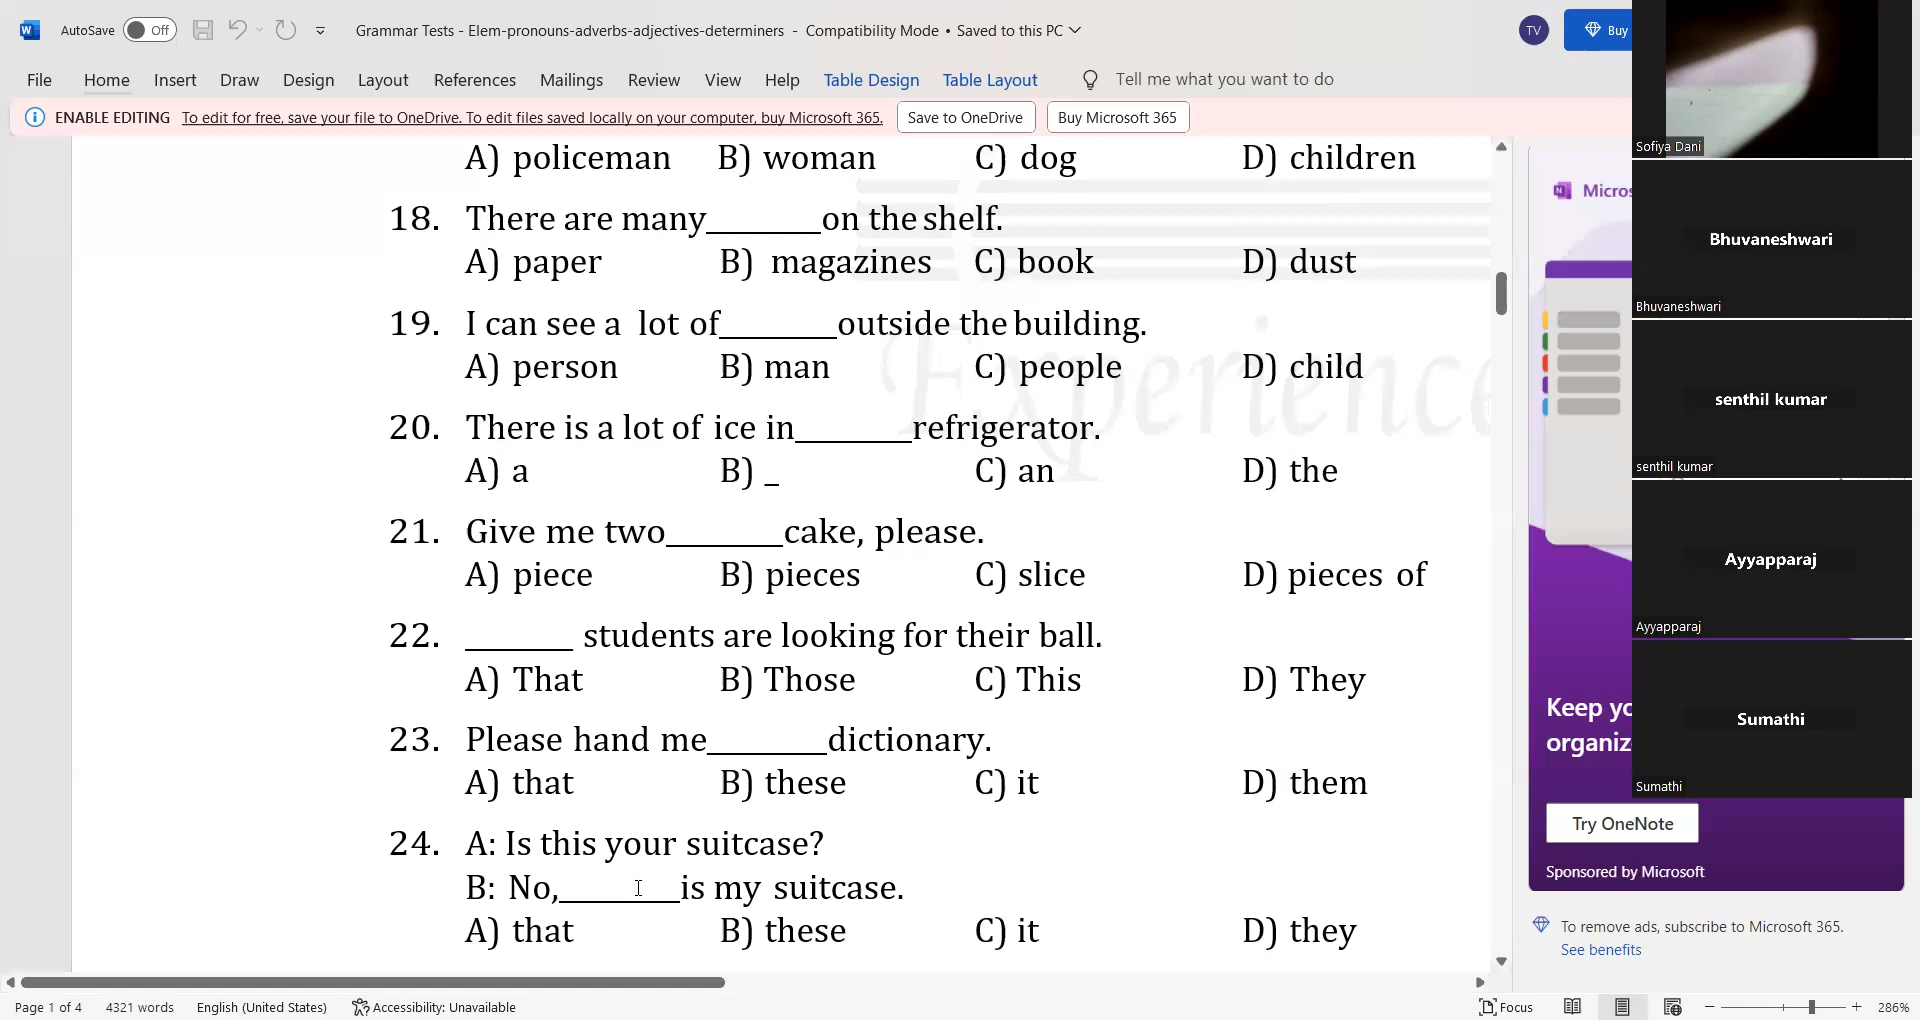 AutoSave Off
Grammar Tests - Elem-pronouns-adverbs-adjectives-determiners - Compatibility Mode • Saved to this PC
TV
Buy
File Home Insert Draw Design Layout References Mailings Review View Help Table Design Table Layout Tell me what you want to do
ENABLE EDITING To edit for free, save your file to OneDrive. To edit files saved locally on your computer, buy Microsoft 365. Save to OneDrive Buy Microsoft 365
A) policeman B) woman C) dog D) children
18. There are many________on the shelf.
A) paper B) magazines C) book D) dust
19. I can see a lot of________outside the building.
A) person B) man C) people D) child
20. There is a lot of ice in________refrigerator.
A) a B) _ C) an D) the
21. Give me two________cake, please.
A) piece B) pieces C) slice D) pieces of
22. ________ students are looking for their ball.
A) That B) Those C) This D) They
23. Please hand me________dictionary.
A) that B) these C) it D) them
24. A: Is this your suitcase?
B: No,________is my suitcase.
A) that B) these C) it D) they
Experience
Micros
Keep yo
organiz
Try OneNote
Sponsored by Microsoft
To remove ads, subscribe to Microsoft 365.
See benefits
Sofiya Dani
Bhuvaneshwari
Bhuvaneshwari
senthil kumar
senthil kumar
Ayyapparaj
Ayyapparaj
Sumathi
Sumathi
Page 1 of 4 4321 words English (United States) Accessibility: Unavailable Focus 286%